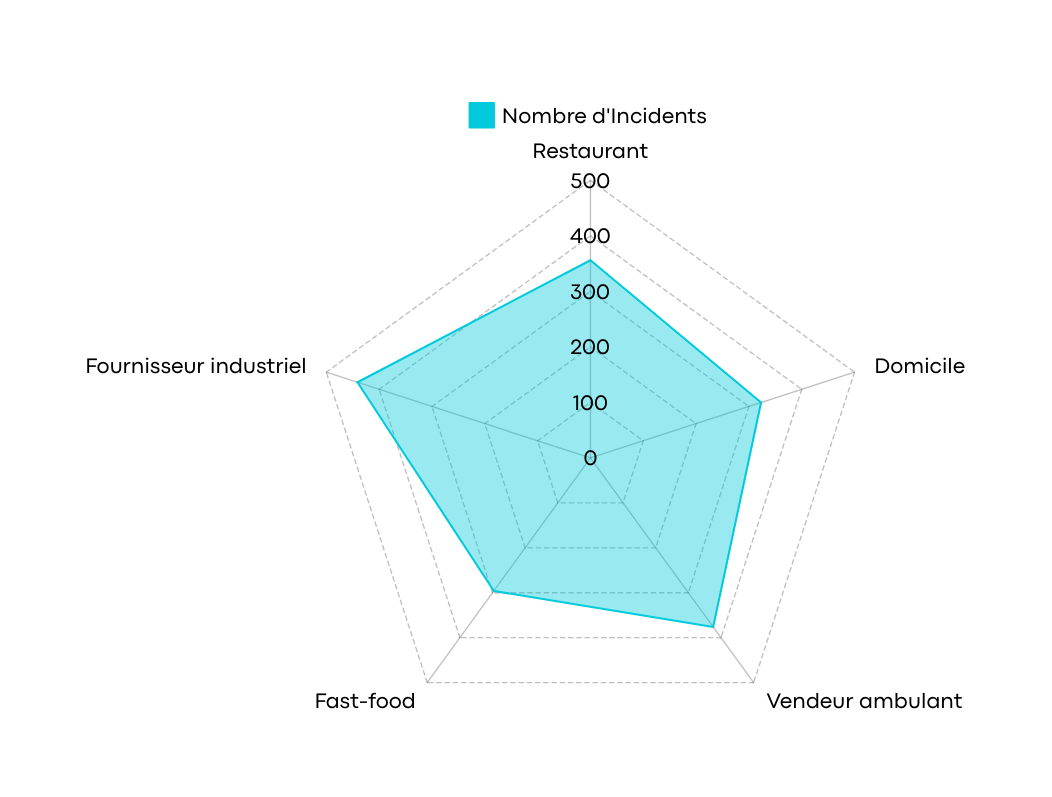 Nombre d'Incidents
Restaurant
500
400
300
200
100
0
Fournisseur industriel
Domicile
Fast-food
Vendeur ambulant